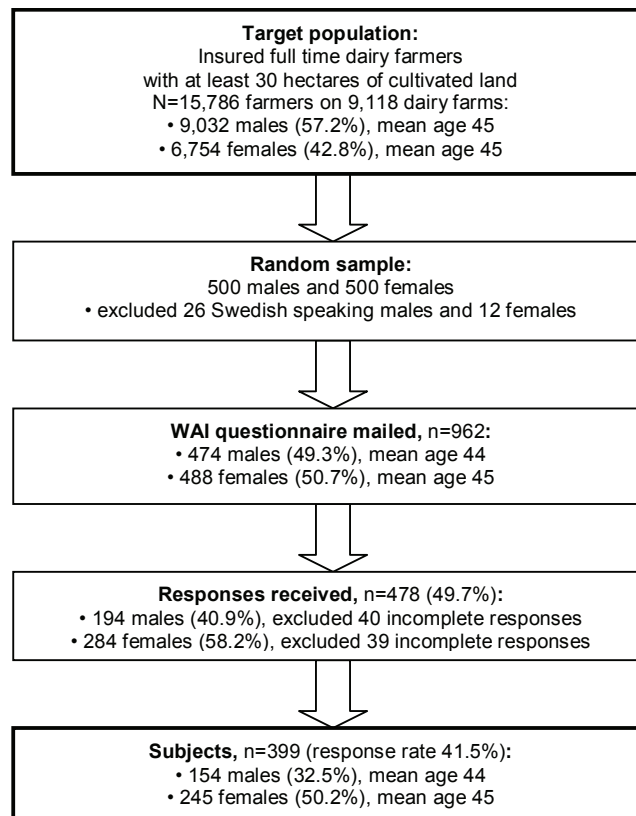 Target population:
Insured full time dairy farmers
with at least 30 hectares of cultivated land
N=15,786 farmers on 9,118 dairy farms:
• 9,032 males (57.2%), mean age 45
• 6,754 females (42.8%), mean age 45
Random sample:
500 males and 500 females
• excluded 26 Swedish speaking males and 12 females
WAI questionnaire mailed, n=962:
• 474 males (49.3%), mean age 44
• 488 females (50.7%), mean age 45
Responses received, n=478 (49.7%):
• 194 males (40.9%), excluded 40 incomplete responses
• 284 females (58.2%), excluded 39 incomplete responses
Subjects, n=399 (response rate 41.5%):
• 154 males (32.5%), mean age 44
• 245 females (50.2%), mean age 45